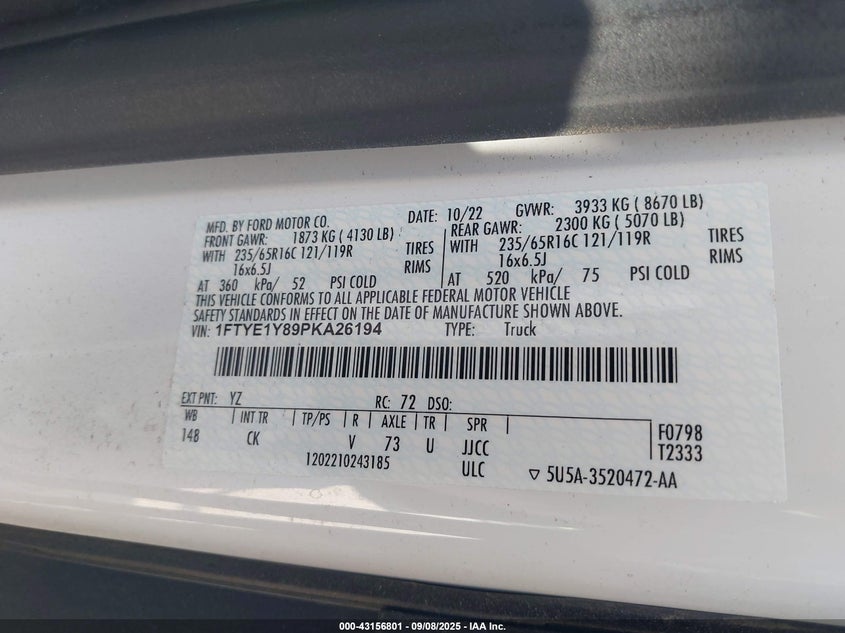 MFD. BY FORD MOTOR CO. DATE: 10/22 GVWR: 3933 KG ( 8670 LB)
FRONT GAWR: 1873 KG ( 4130 LB) REAR GAWR: 2300 KG ( 5070 LB)
WITH 235/65R16C 121/119R TIRES WITH 235/65R16C 121/119R TIRES
16x6.5J RIMS 16x6.5J RIMS
AT 360 kPa/ 52 PSI COLD AT 520 kPa/ 75 PSI COLD
THIS VEHICLE CONFORMS TO ALL APPLICABLE FEDERAL MOTOR VEHICLE
SAFETY STANDARDS IN EFFECT ON THE DATE OF MANUFACTURE SHOWN ABOVE.
VIN: 1FTYE1Y89PKA26194 TYPE: Truck
EXT PNT: YZ RC: 72 DSO:
WB INT TR TP/PS R AXLE TR SPR
148 CK V 73 U JJCC F0798
T2333
1202210243185 ULC ▽ 5U5A-3520472-AA
000-43156801 - 09/08/2025 - IAA Inc.